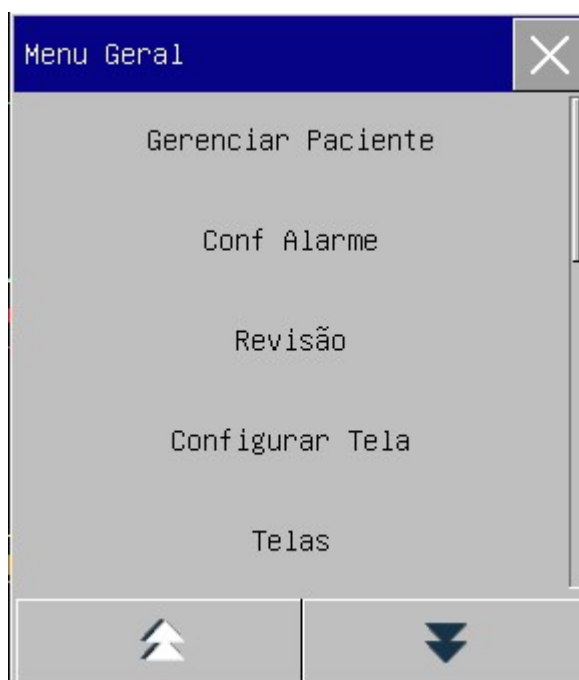 Menu Geral
Gerenciar Paciente
Conf Alarme
Revisão
Configurar Tela
Telas